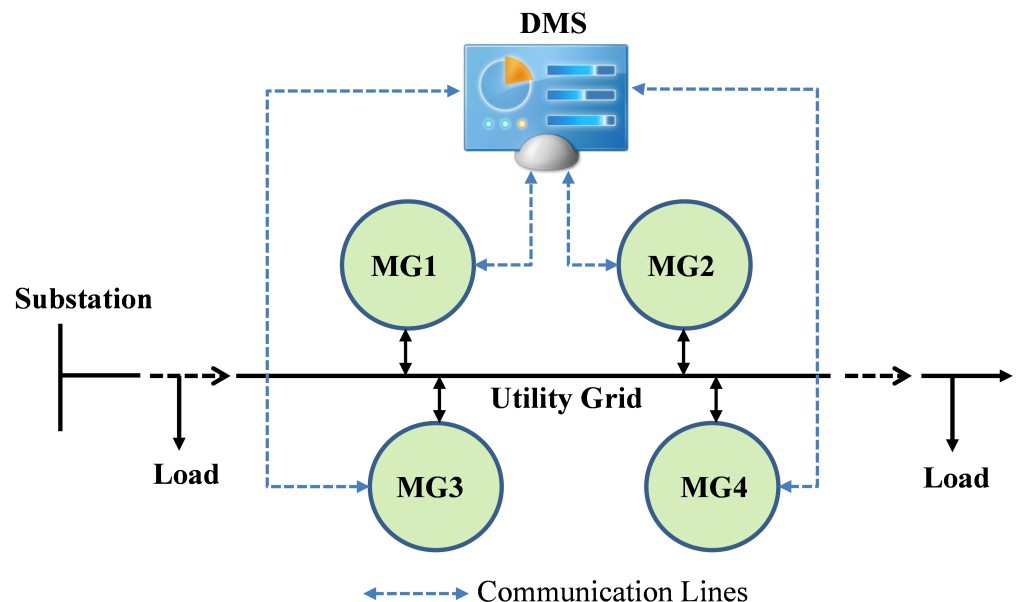 DMS
MG1
MG2
Substation
Utility Grid
Load
MG3
MG4
Load
Communication Lines